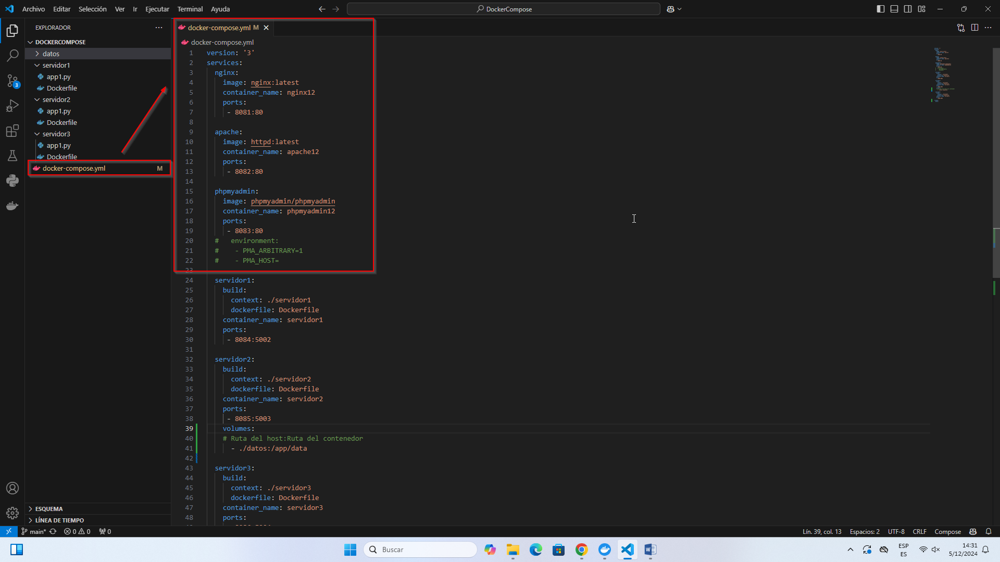 Archivo Editar Selección Ver Ir Ejecutar Terminal Ayuda
DockerCompose
EXPLORADOR
DOCKERCOMPOSE
datos
servidor1
app1.py
Dockerfile
servidor2
app1.py
Dockerfile
servidor3
app1.py
Dockerfile
docker-compose.yml M
ESQUEMA
LÍNEA DE TIEMPO
3
docker-compose.yml M
docker-compose.yml
1 version: '3'
2 services:
3 nginx:
4 image: nginx:latest
5 container_name: nginx12
6 ports:
7 - 8081:80
8
9 apache:
10 image: httpd:latest
11 container_name: apache12
12 ports:
13 - 8082:80
14
15 phpmyadmin:
16 image: phpmyadmin/phpmyadmin
17 container_name: phpmyadmin12
18 ports:
19 - 8083:80
20 # environment:
21 # - PMA_ARBITRARY=1
22 # - PMA_HOST=
23
24 servidor1:
25 build:
26 context: ./servidor1
27 dockerfile: Dockerfile
28 container_name: servidor1
29 ports:
30 - 8084:5002
31
32 servidor2:
33 build:
34 context: ./servidor2
35 dockerfile: Dockerfile
36 container_name: servidor2
37 ports:
38 - 8085:5003
39 volumes:
40 # Ruta del host:Ruta del contenedor
41 - ./datos:/app/data
42
43 servidor3:
44 build:
45 context: ./servidor3
46 dockerfile: Dockerfile
47 container_name: servidor3
48 ports:
main* 0 0 0
Lín. 39, col. 13 Espacios: 2 UTF-8 CRLF Compose
Buscar
ESP
ES
14:31
5/12/2024